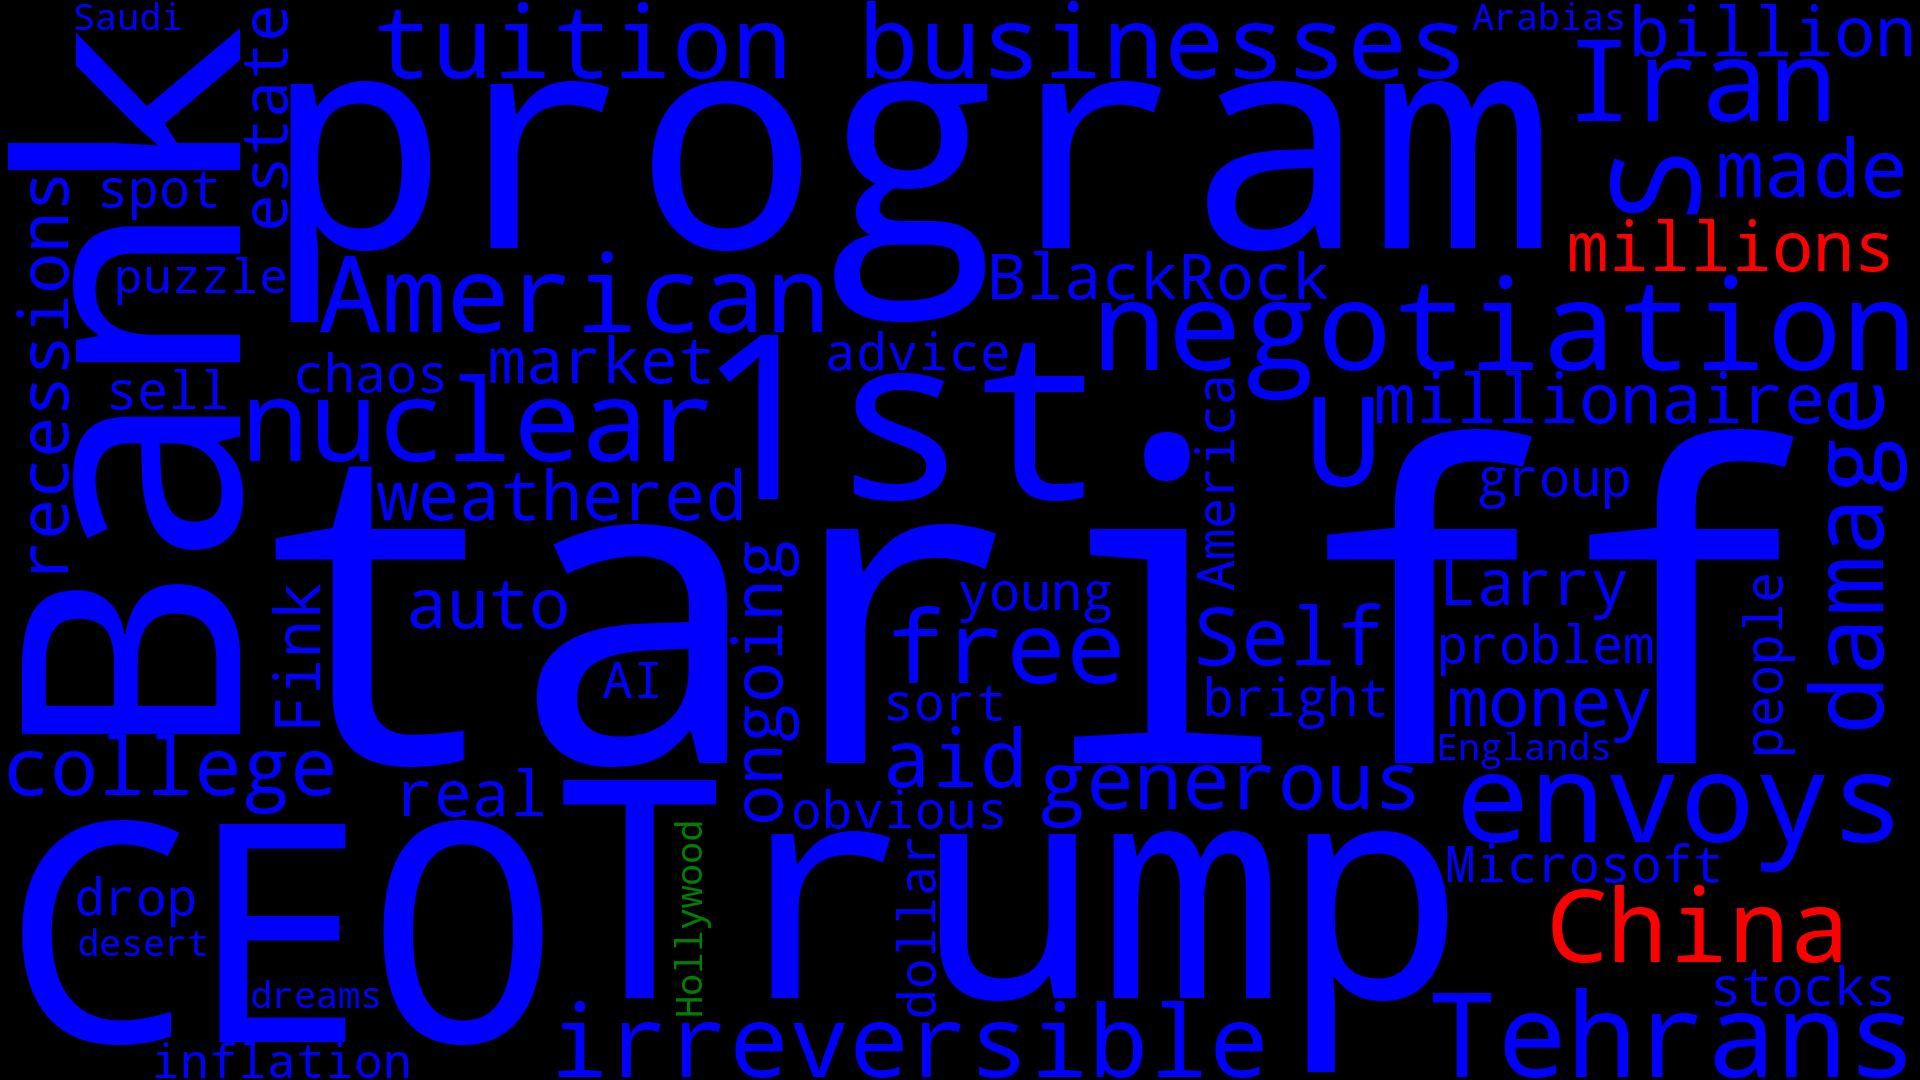 Saudi
tuition
businesses
Arabias
billion
estate
Bank
program
Iran
S
made
recessions
spot
puzzle
millions
American
BlackRock
negotiation
chaos
market
1st.
advice
sell
nuclear
America
U
millionaire
damage
weathered
tariff
group
Fink
auto
AI
ongoing
young
free
Self
Larry
problem
people
sort
bright
money
college
aid
Englands
real
obvious
generous
envoys
CEO
Trump
Microsoft
drop
desert
Hollywood
dollar
China
dreams
stocks
inflation
irreversible
Tehrans